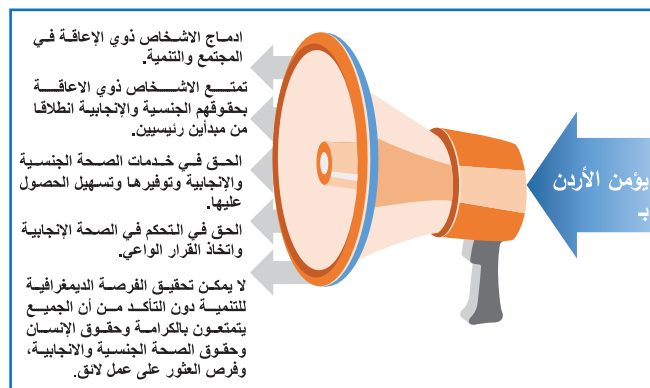 يؤمن الأردن
بـ
ادماج الاشخاص ذوي الإعاقة في
المجتمع والتنمية.
تمتع الاشخاص ذوي الاعاقة
بحقوقهم الجنسية والإنجابية انطلاقا
من مبدأين رئيسيين.
الحق في خدمات الصحة الجنسية
والإنجابية وتوفيرها وتسهيل الحصول
عليها.
الحق في التحكم في الصحة الإنجابية
واتخاذ القرار الواعي.
لا يمكن تحقيق الفرصة الديمغرافية
للتنمية دون التأكد من أن الجميع
يتمتعون بالكرامة وحقوق الإنسان
وحقوق الصحة الجنسية والانجابية،
وفرص العثور على عمل لائق.